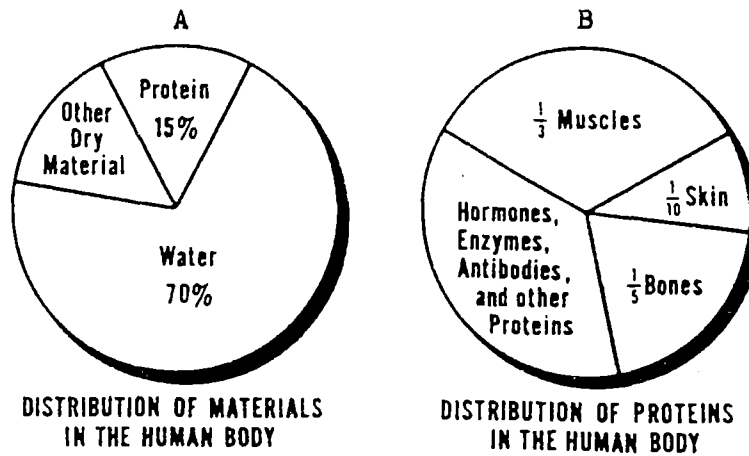 A
Protein
15%
Other
Dry
Material
Water
70%
DISTRIBUTION OF MATERIALS
IN THE HUMAN BODY
B
1/3 Muscles
1/10 Skin
Hormones,
Enzymes,
Antibodies,
and other
Proteins
1/5 Bones
DISTRIBUTION OF PROTEINS
IN THE HUMAN BODY